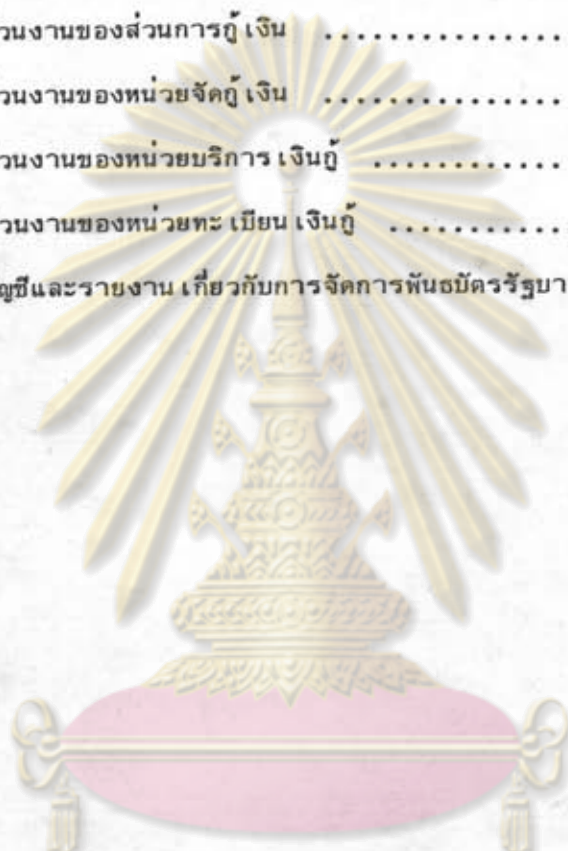 วนงานของส่วนการกู้เงิน ................
วนงานของหน่วยจัดกู้เงิน ................
วนงานของหน่วยบริการเงินกู้ .............
วนงานของหน่วยทะเบียนเงินกู้ ............
ญชีและรายงานเกี่ยวกับการจัดการพันธบัตรรัฐบา